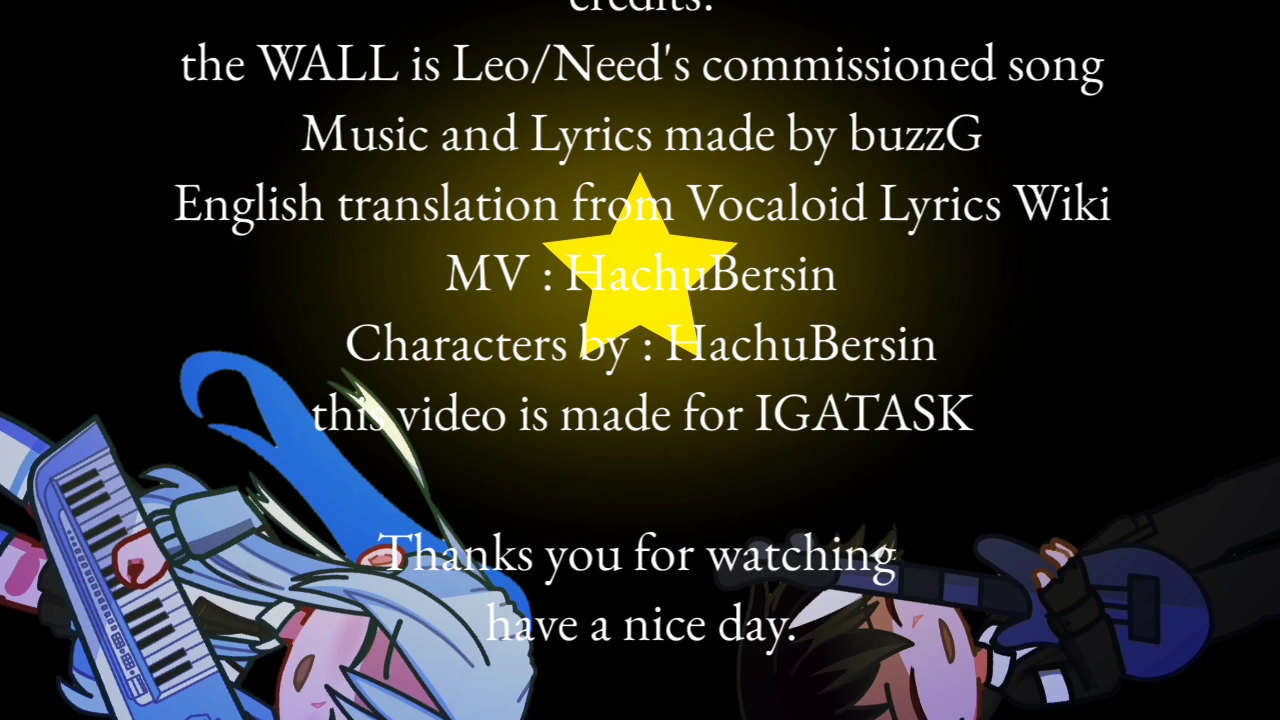 credits:
the WALL is Leo/Need's commissioned song
Music and Lyrics made by buzzG
English translation from Vocaloid Lyrics Wiki
MV : HachuBersin
Characters by : HachuBersin
this video is made for IGATASK
Thanks you for watching
have a nice day.